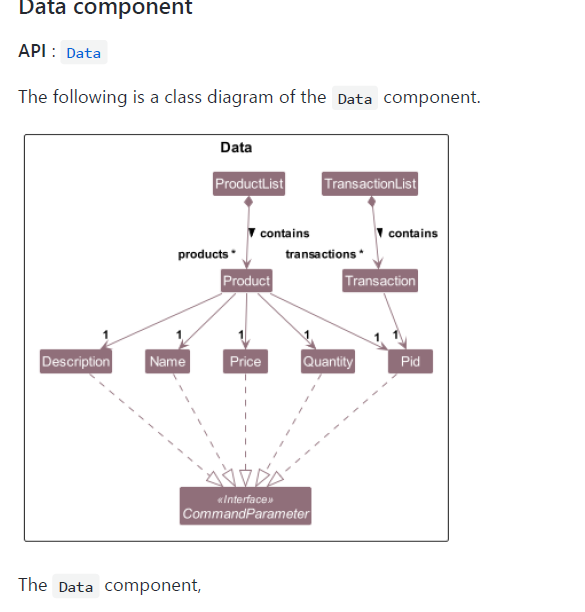 Data component
API : Data
The following is a class diagram of the Data component.
Data
ProductList TransactionList
contains contains
products * transactions *
Product Transaction
1 1 1 1 1 1
Description Name Price Quantity Pid
«Interface»
CommandParameter
The Data component,